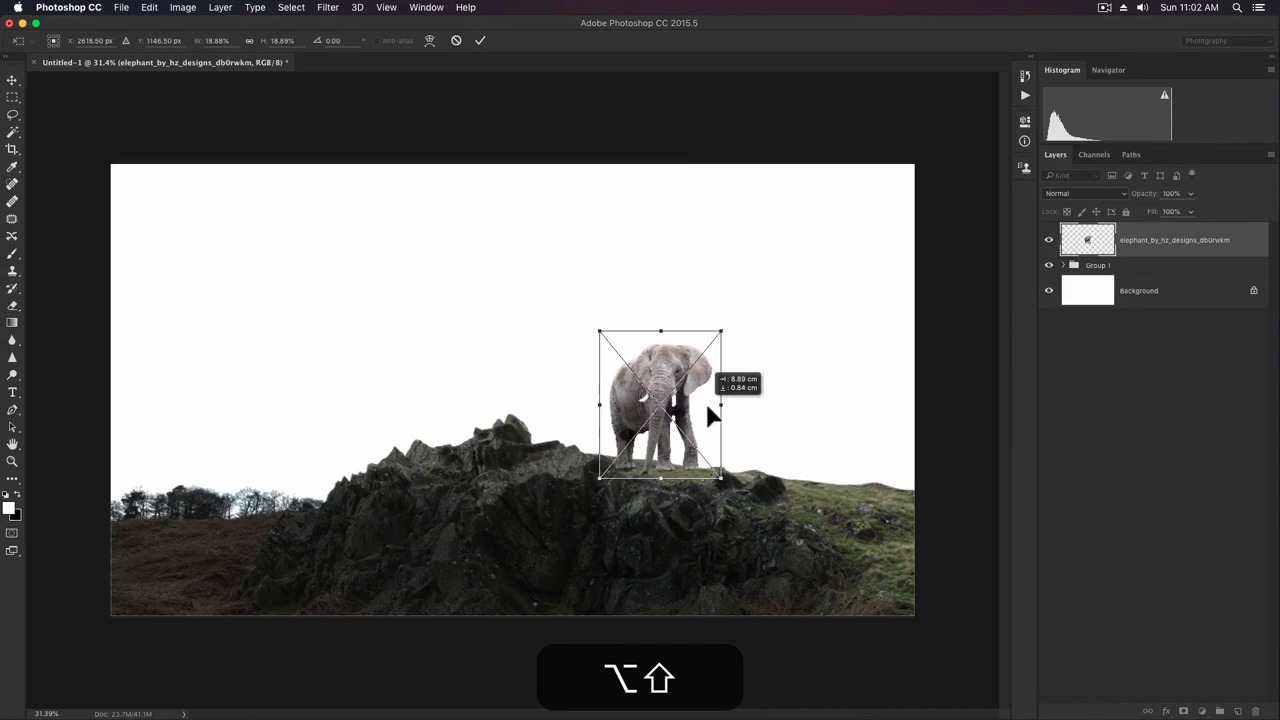 Photoshop CC File Edit Image Layer Type Select Filter 3D View Window Help Sun 11:02 AM
Adobe Photoshop CC 2015.5
X: 2618.50 px Y: 1146.50 px W: 18.88% H: 18.89% 0.00 ° Anti-alias Photography
Untitled-1 @ 31.4% (elephant_by_hz_designs_db0rwkm, RGB/8) *
Histogram Navigator
Layers Channels Paths
Kind
Normal Opacity: 100%
Lock: Fill: 100%
elephant_by_hz_designs_db0rwkm
Group 1
Background
: 8.89 cm
: 0.84 cm
⌥⇧
31.39% Doc: 23.7M/41.1M